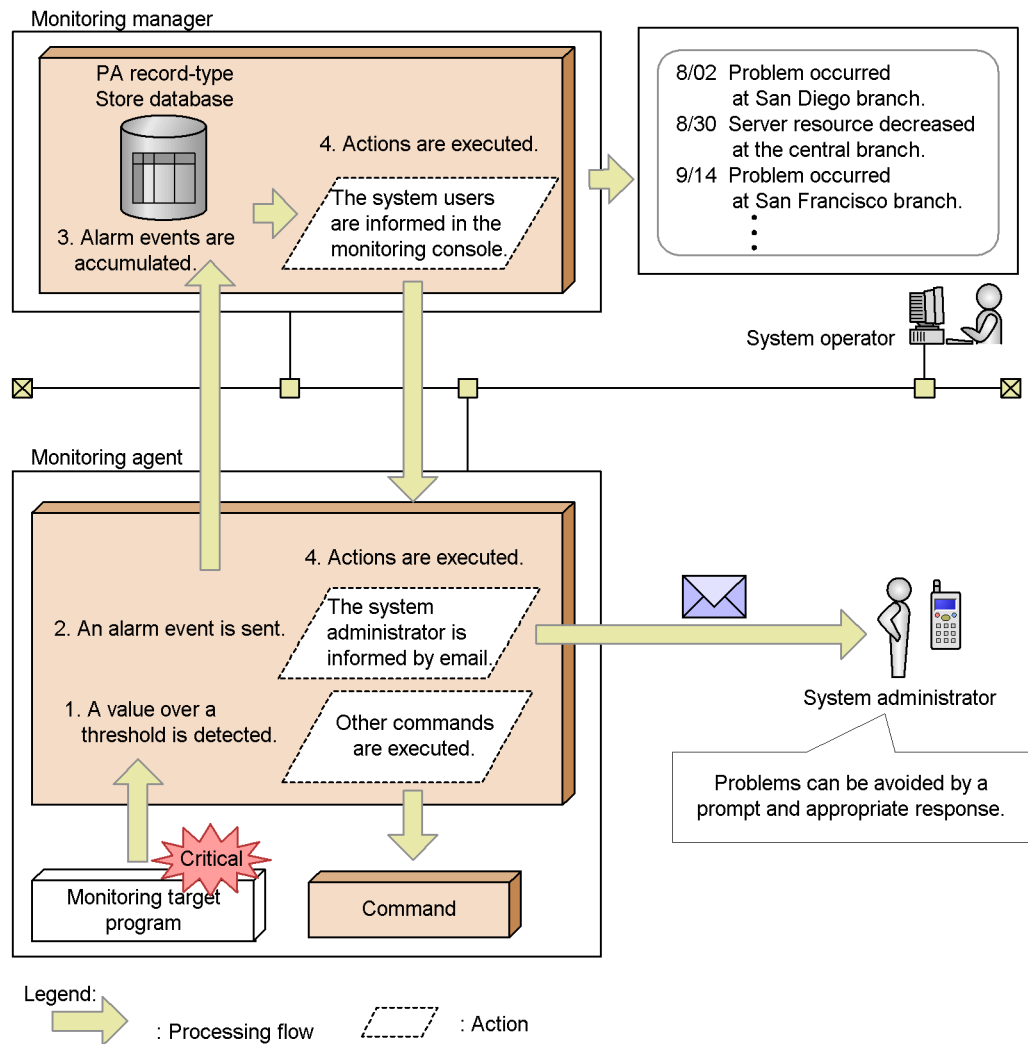 Monitoring manager
PA record-type
Store database
3. Alarm events are
accumulated.
4. Actions are executed.
The system users
are informed in the
monitoring console.
8/02 Problem occurred
at San Diego branch.
8/30 Server resource decreased
at the central branch.
9/14 Problem occurred
at San Francisco branch.
System operator
Monitoring agent
4. Actions are executed.
2. An alarm event is sent.
The system
administrator is
informed by email.
1. A value over a
threshold is detected.
Other commands
are executed.
System administrator
Problems can be avoided by a
prompt and appropriate response.
Critical
Monitoring target
program
Command
Legend:
: Processing flow
: Action